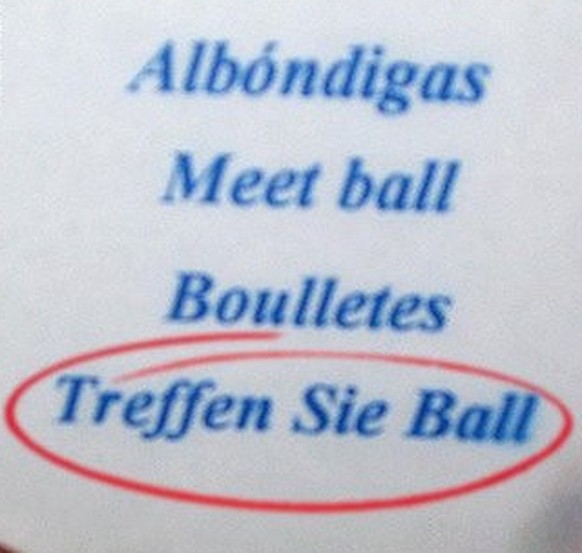 Albóndigas
Meet ball
Boulletes
Treffen Sie Ball